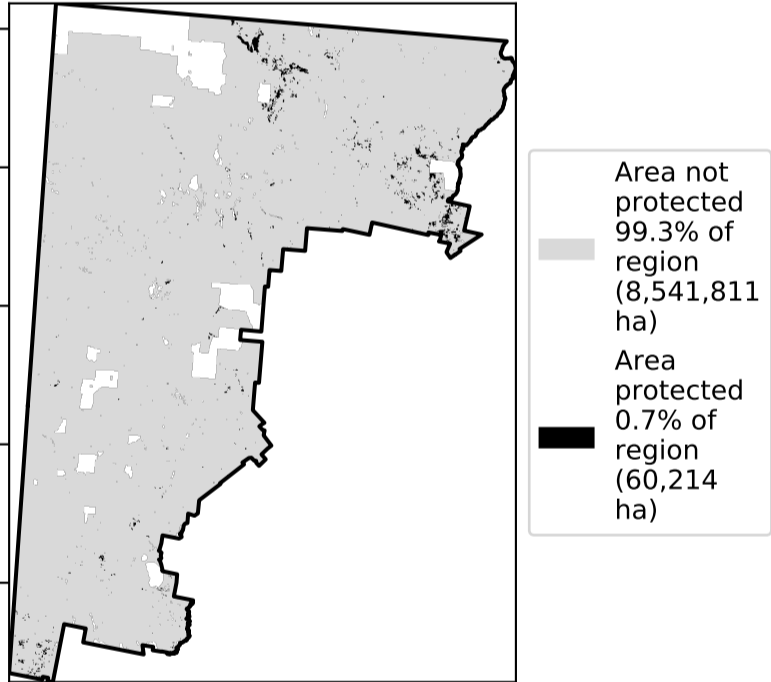 Area not
protected
99.3% of
region
(8,541,811
ha)
Area
protected
0.7% of
region
(60,214
ha)